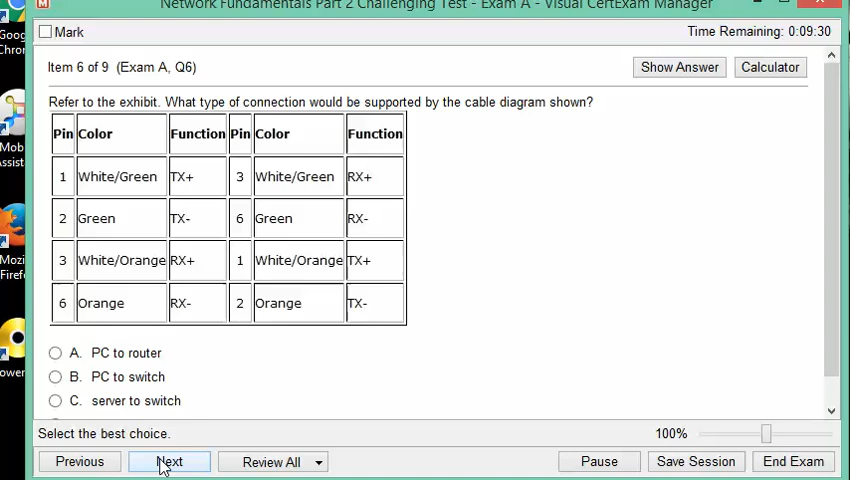 Network Fundamentals Part 2 Challenging Test - Exam A - Visual CertExam Manager
Mark
Time Remaining: 0:09:30
Item 6 of 9 (Exam A, Q6)
Show Answer
Calculator
Refer to the exhibit. What type of connection would be supported by the cable diagram shown?
Pin Color Function Pin Color Function
1 White/Green TX+ 3 White/Green RX+
2 Green TX- 6 Green RX-
3 White/Orange RX+ 1 White/Orange TX+
6 Orange RX- 2 Orange TX-
A. PC to router
B. PC to switch
C. server to switch
Select the best choice.
100%
Previous
Next
Review All
Pause
Save Session
End Exam